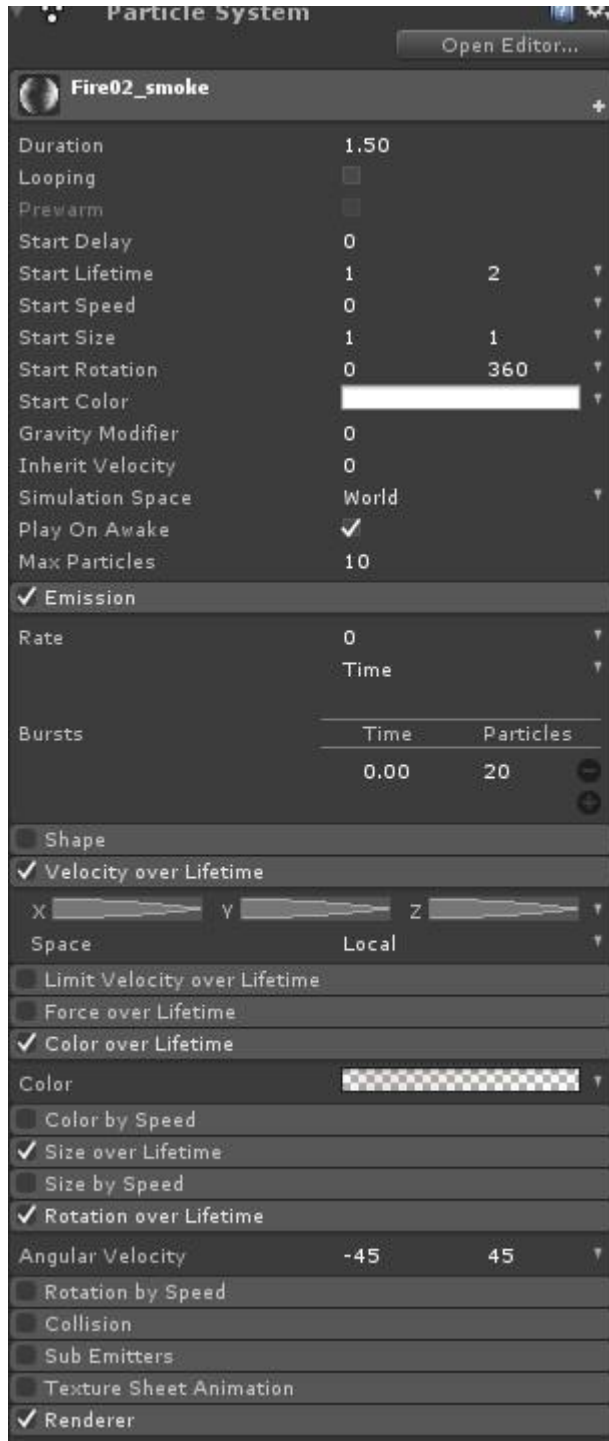 Particle System
Open Editor...
Fire02_smoke
Duration 1.50
Looping
Prewarm
Start Delay 0
Start Lifetime 1 2
Start Speed 0
Start Size 1 1
Start Rotation 0 360
Start Color
Gravity Modifier 0
Inherit Velocity 0
Simulation Space World
Play On Awake
Max Particles 10
Emission
Rate 0
Time
Bursts Time Particles
0.00 20
Shape
Velocity over Lifetime
X Y Z
Space Local
Limit Velocity over Lifetime
Force over Lifetime
Color over Lifetime
Color
Color by Speed
Size over Lifetime
Size by Speed
Rotation over Lifetime
Angular Velocity -45 45
Rotation by Speed
Collision
Sub Emitters
Texture Sheet Animation
Renderer